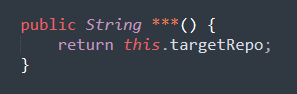 public String ***() {
return this.targetRepo;
}